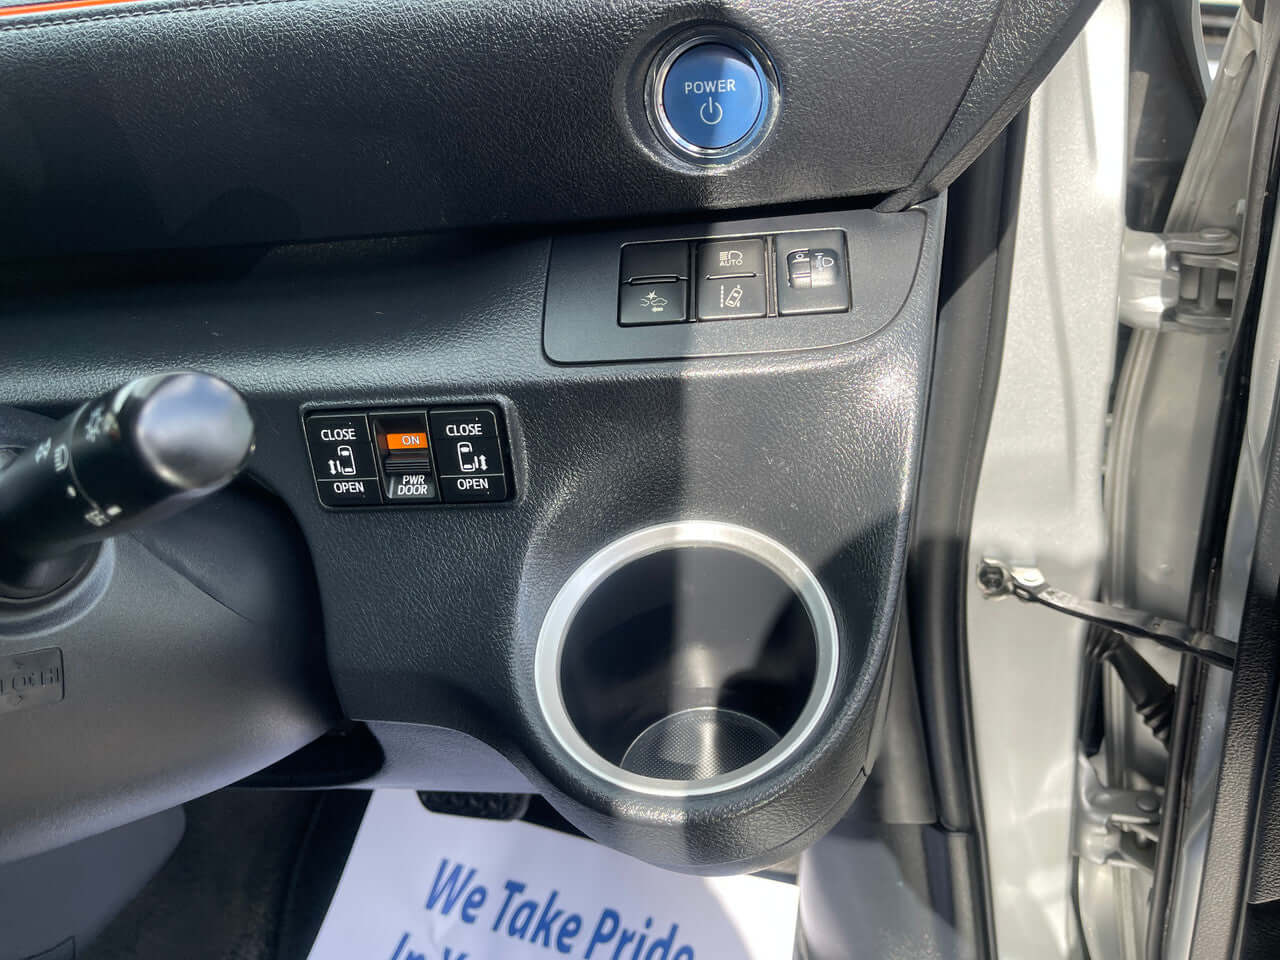 POWER
AUTO
CLOSE
ON
CLOSE
OPEN
PWR
DOOR
OPEN
We Take Pride